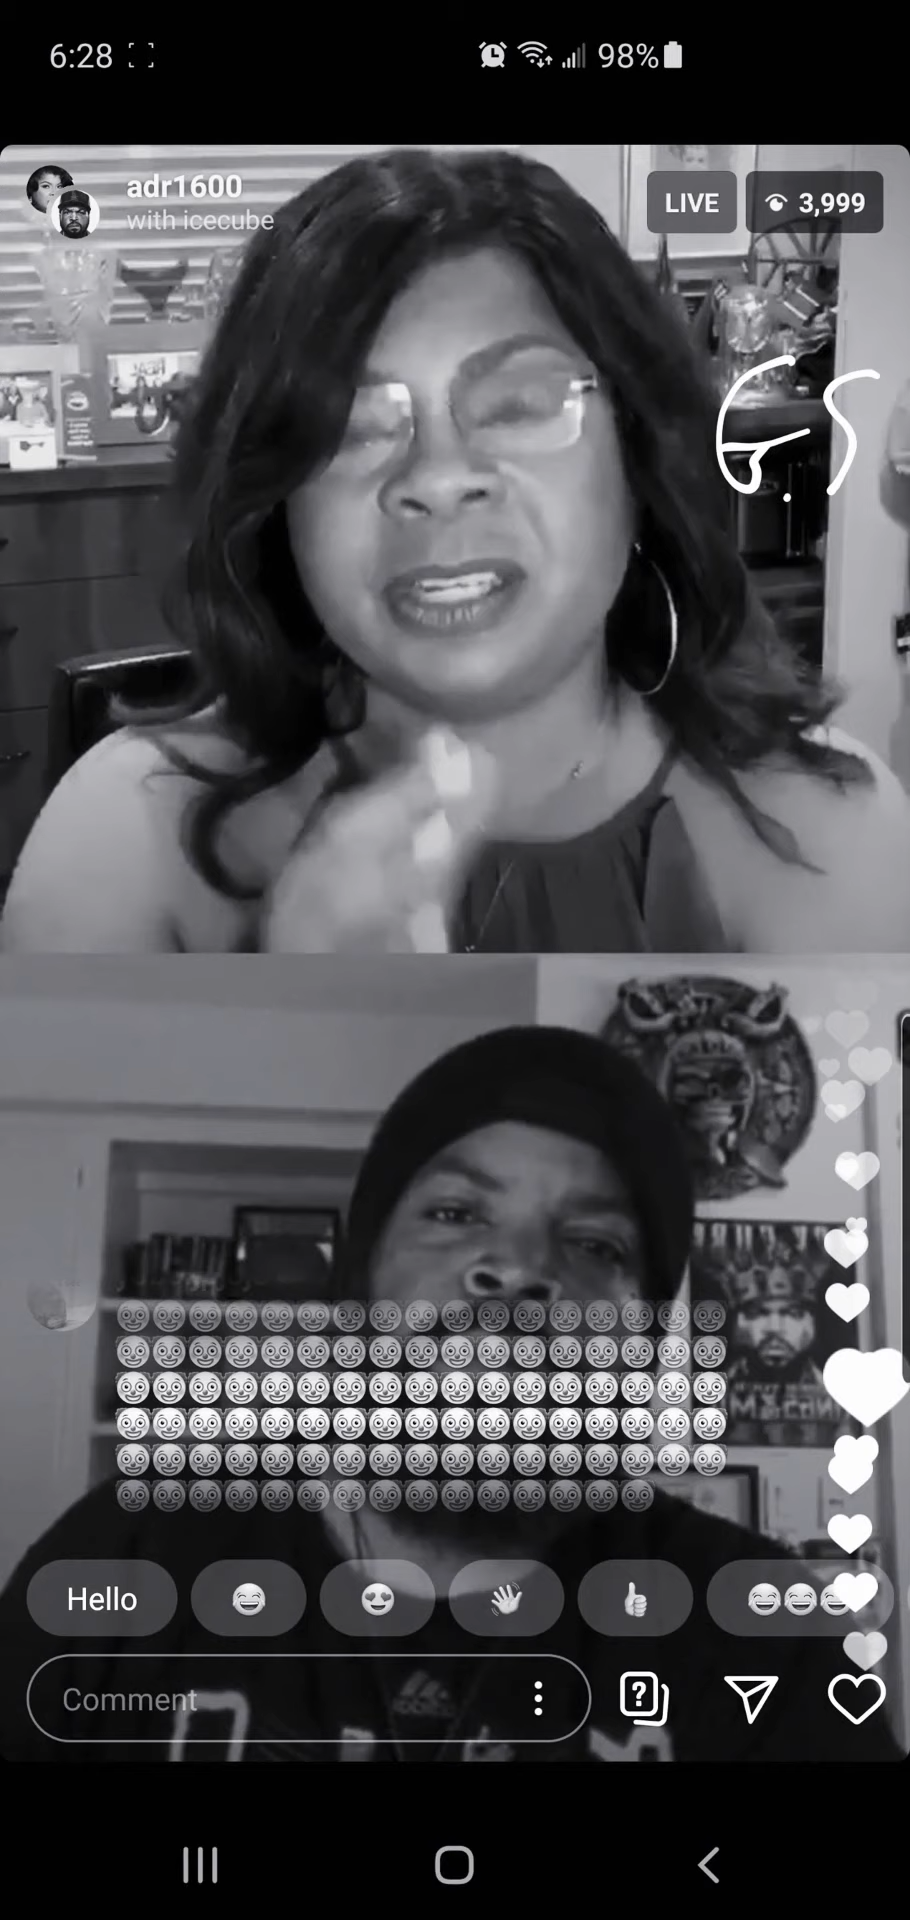 6:28
98%
adr1600
with icecube
LIVE
3,999
G.S
Hello
Comment